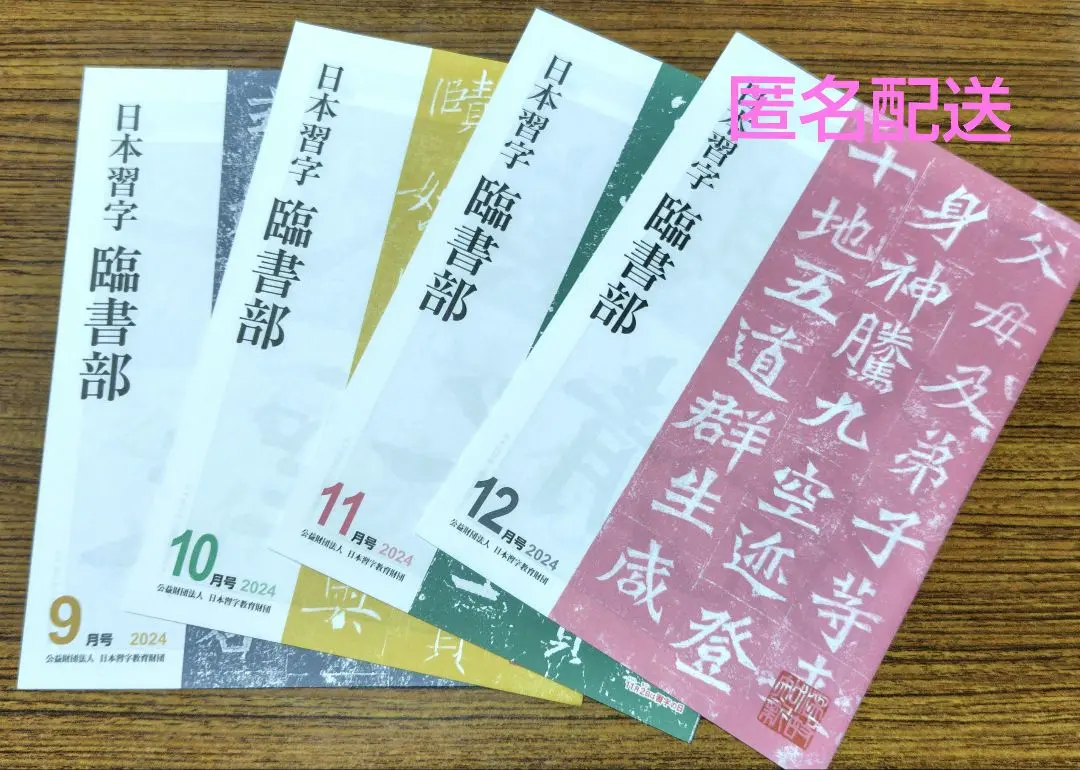 匿名配送
日本習字 臨書部
9月号 2024
公益財団法人 日本習字教育財団
日本習字 臨書部
10月号 2024
公益財団法人 日本習字教育財団
日本習字 臨書部
11月号 2024
公益財団法人 日本習字教育財団
習字 臨書部
12月号 2024
公益財団法人 日本習字教育財団
父母及弟子等
身神騰九空迹登
十地五道群生咸